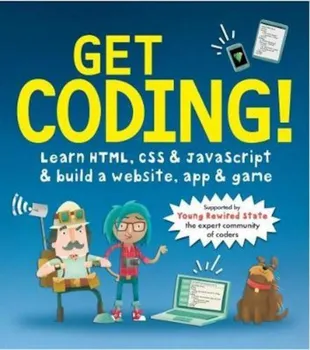 GET
CODING!
Learn HTML, CSS & JavaScript
& build a website, app & game
Supported by
Young Rewired State
the expert community
of coders